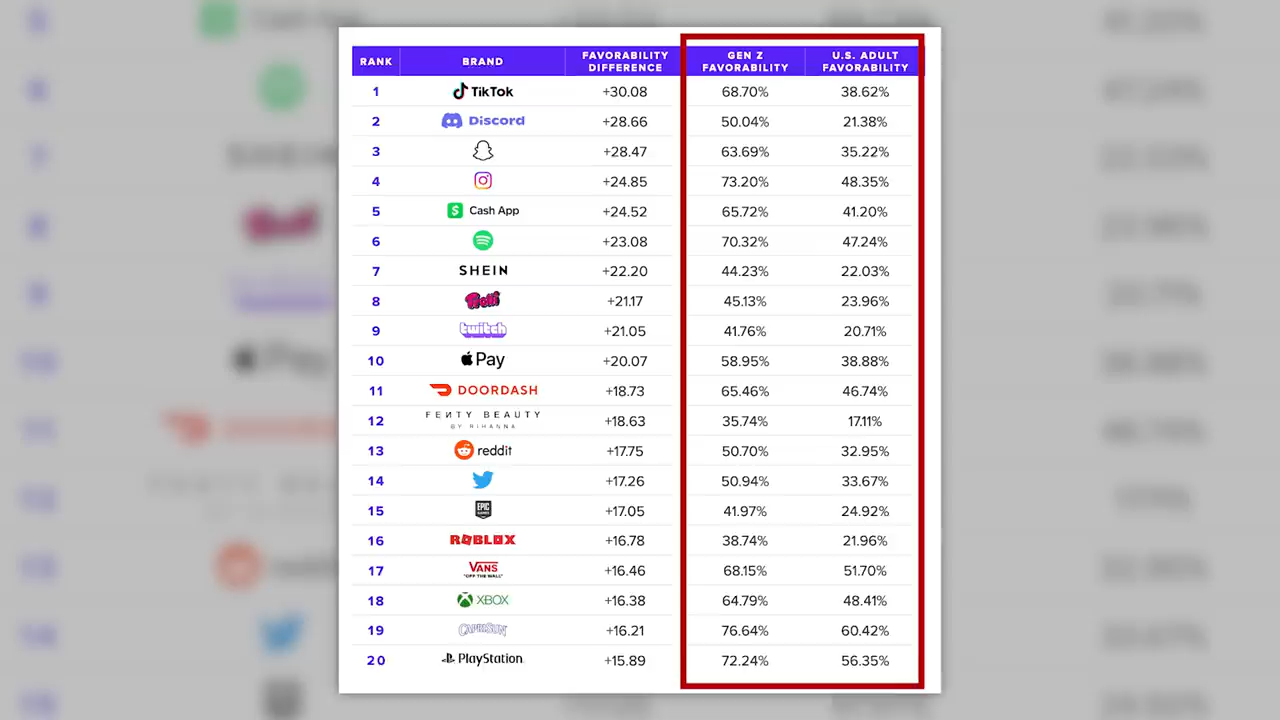 RANK BRAND FAVORABILITY DIFFERENCE GEN Z FAVORABILITY U.S. ADULT FAVORABILITY
1 TikTok +30.08 68.70% 38.62%
2 Discord +28.66 50.04% 21.38%
3 +28.47 63.69% 35.22%
4 +24.85 73.20% 48.35%
5 $ Cash App +24.52 65.72% 41.20%
6 +23.08 70.32% 47.24%
7 SHEIN +22.20 44.23% 22.03%
8 Trolli +21.17 45.13% 23.96%
9 twitch +21.05 41.76% 20.71%
10 Pay +20.07 58.95% 38.88%
11 DOORDASH +18.73 65.46% 46.74%
12 FENTY BEAUTY BY RIHANNA +18.63 35.74% 17.11%
13 reddit +17.75 50.70% 32.95%
14 +17.26 50.94% 33.67%
15 EPIC GAMES +17.05 41.97% 24.92%
16 ROBLOX +16.78 38.74% 21.96%
17 VANS "OFF THE WALL" +16.46 68.15% 51.70%
18 XBOX +16.38 64.79% 48.41%
19 CAPRI SUN +16.21 76.64% 60.42%
20 PlayStation +15.89 72.24% 56.35%